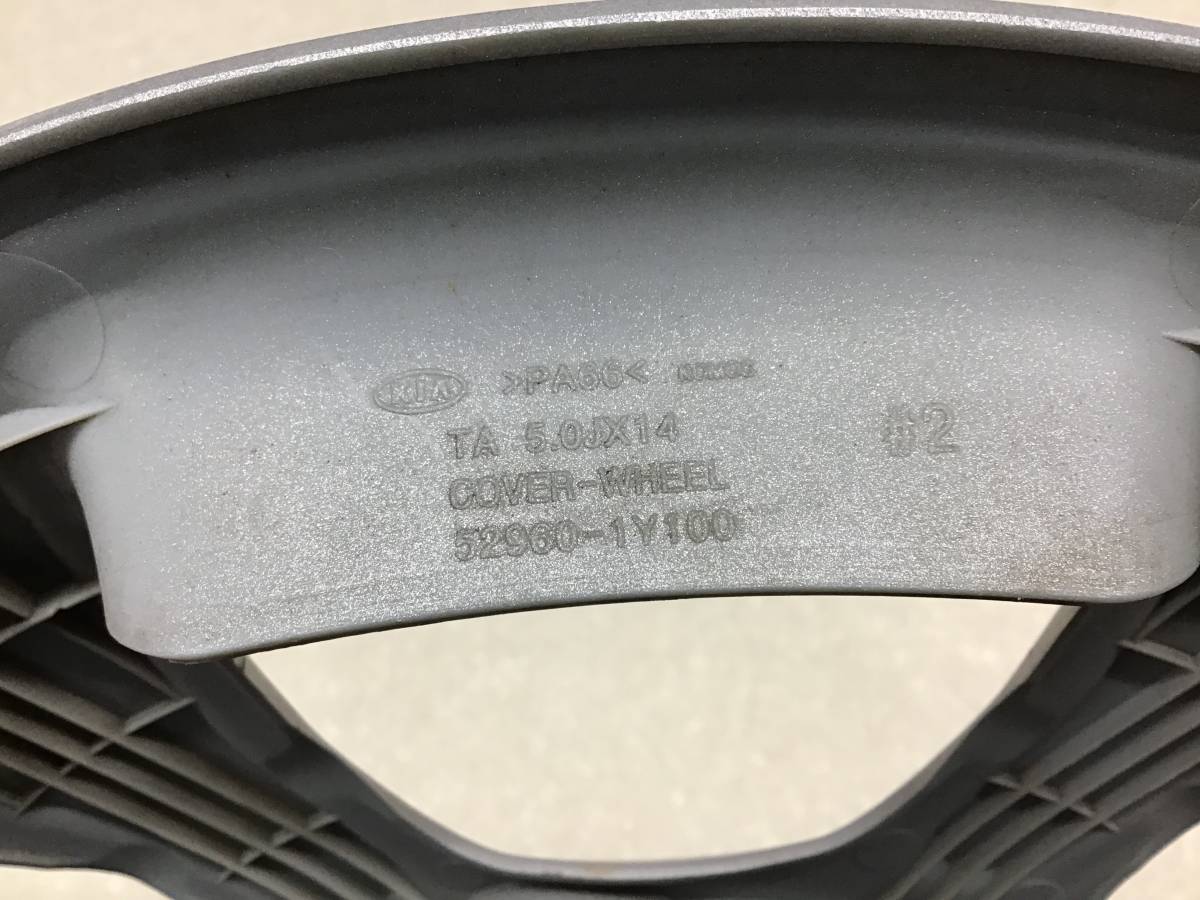 KIA >PA66<
TA 5.0JX14 #2
COVER-WHEEL
52960-1Y100